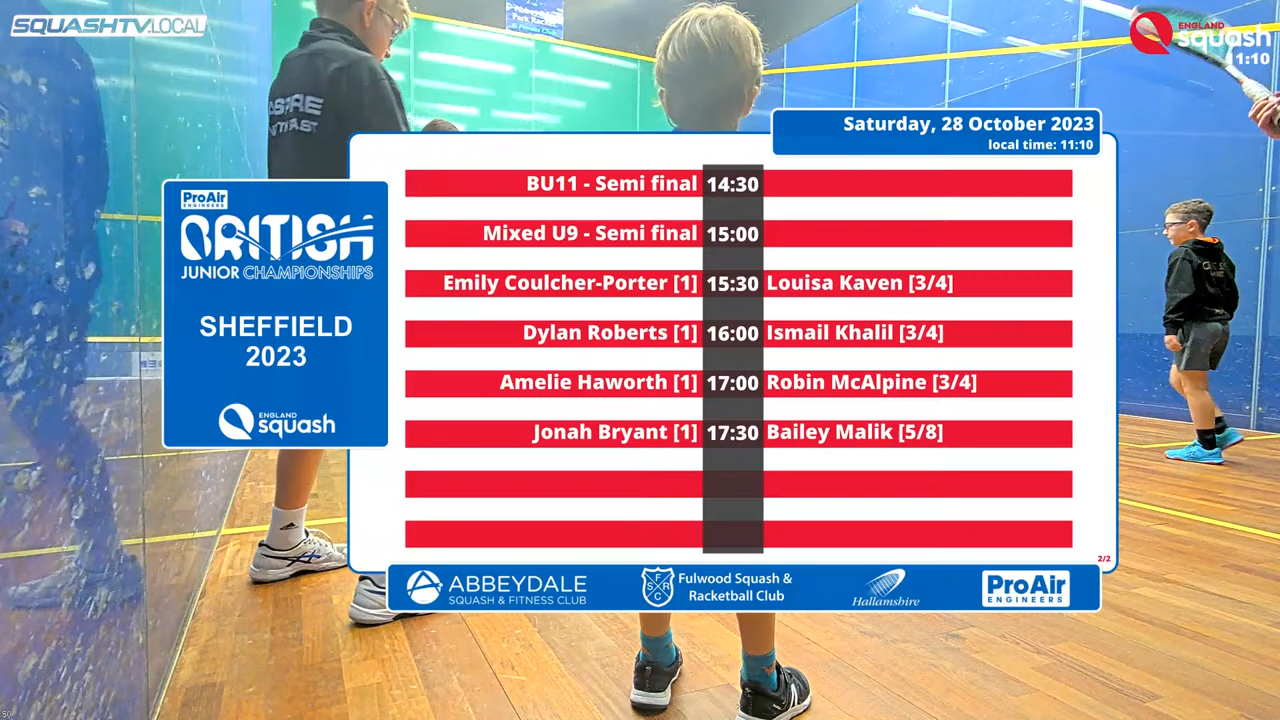 SQUASHTV.LOCAL
ENGLAND
squash
11:10
ASPIRE
Saturday, 28 October 2023
local time: 11:10
ProAir
ENGINEERS
BRITISH
JUNIOR CHAMPIONSHIPS
SHEFFIELD
2023
ENGLAND
squash
BU11 - Semi final 14:30
Mixed U9 - Semi final 15:00
Emily Coulcher-Porter [1] 15:30 Louisa Kaven [3/4]
Dylan Roberts [1] 16:00 Ismail Khalil [3/4]
Amelie Haworth [1] 17:00 Robin McAlpine [3/4]
Jonah Bryant [1] 17:30 Bailey Malik [5/8]
2/2
ABBEYDALE
SQUASH & FITNESS CLUB
FSRC
Fulwood Squash &
Racketball Club
Hallamshire
ProAir
ENGINEERS